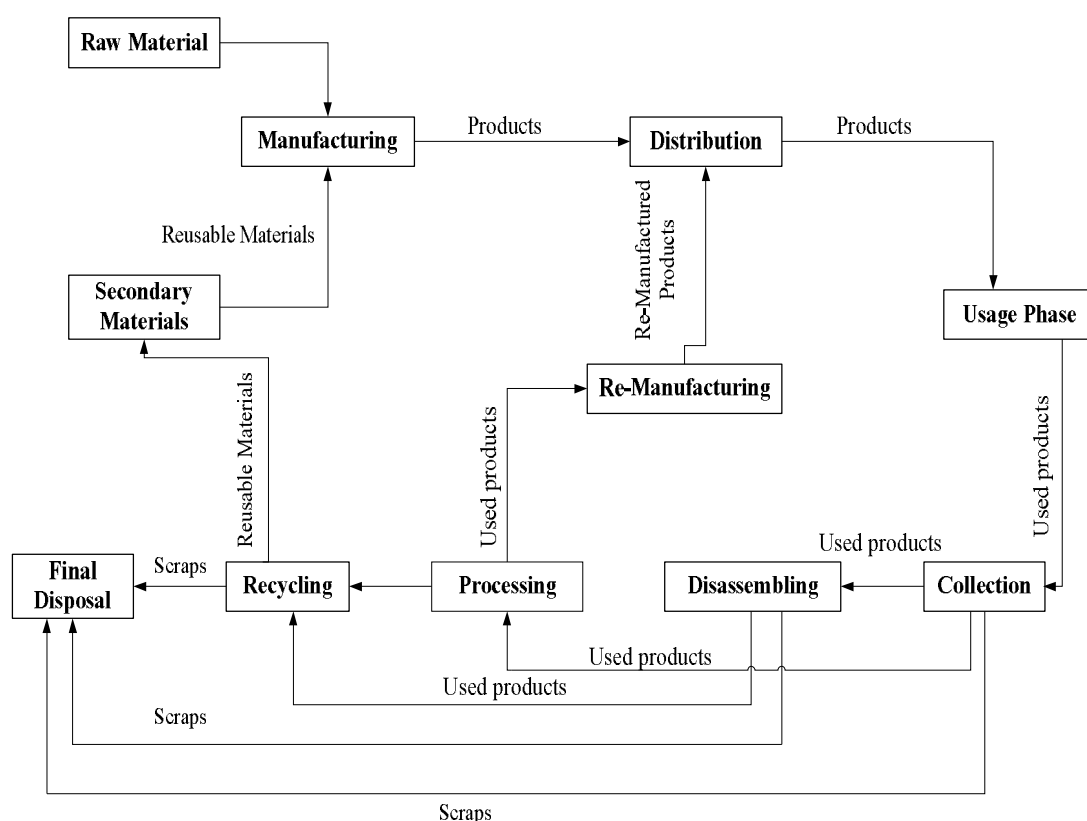 Raw Material
Manufacturing
Products
Distribution
Products
Reusable Materials
Re-Manufactured
Products
Secondary
Materials
Usage Phase
Re-Manufacturing
Reusable Materials
Used products
Used products
Used products
Final
Disposal
Scraps
Recycling
Processing
Disassembling
Collection
Used products
Used products
Scraps
Scraps